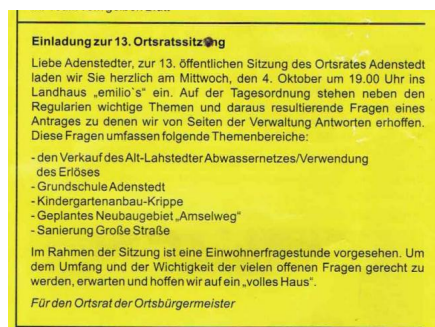 Einladung zur 13. Ortsratssitzung
Liebe Adenstedter, zur 13. öffentlichen Sitzung des Ortsrates Adenstedt
laden wir Sie herzlich am Mittwoch, den 4. Oktober um 19.00 Uhr ins
Landhaus „emilio`s“ ein. Auf der Tagesordnung stehen neben den
Regularien wichtige Themen und daraus resultierende Fragen eines
Antrages zu denen wir von Seiten der Verwaltung Antworten erhoffen.
Diese Fragen umfassen folgende Themenbereiche:
- den Verkauf des Alt-Lahstedter Abwassernetzes/Verwendung
des Erlöses
- Grundschule Adenstedt
- Kindergartenanbau-Krippe
- Geplantes Neubaugebiet „Amselweg“
- Sanierung Große Straße
Im Rahmen der Sitzung ist eine Einwohnerfragestunde vorgesehen. Um
dem Umfang und der Wichtigkeit der vielen offenen Fragen gerecht zu
werden, erwarten und hoffen wir auf ein „volles Haus“.
Für den Ortsrat der Ortsbürgermeister